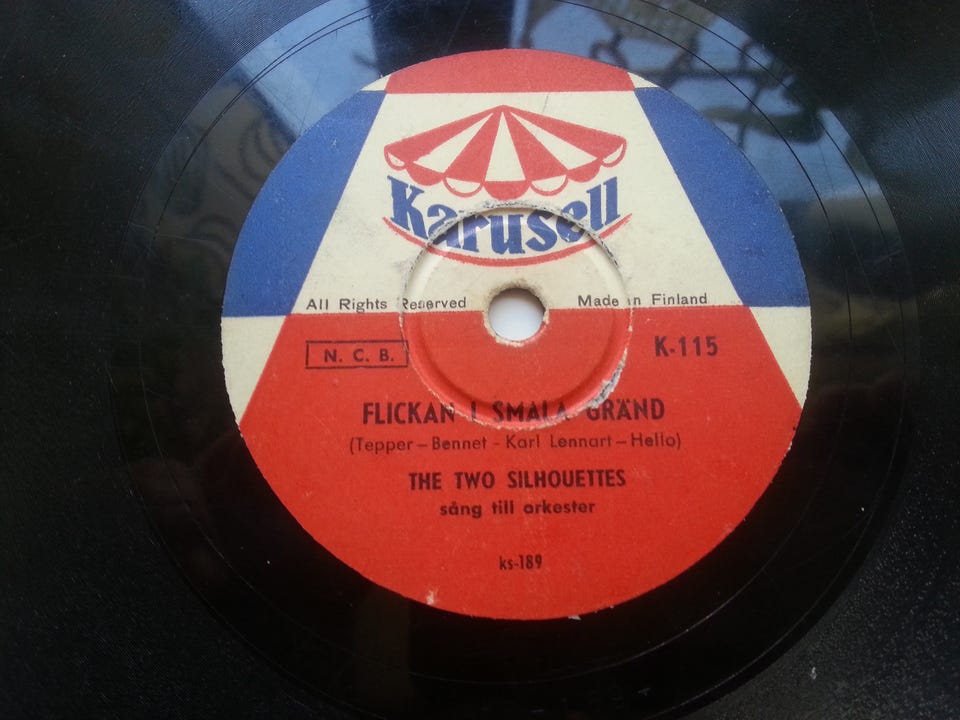 Karusell
All Rights Reserved Made in Finland
N. C. B. K-115
FLICKAN I SMALA GRÄND
(Tepper – Bennet - Karl Lennart – Hello)
THE TWO SILHOUETTES
sång till orkester
ks-189